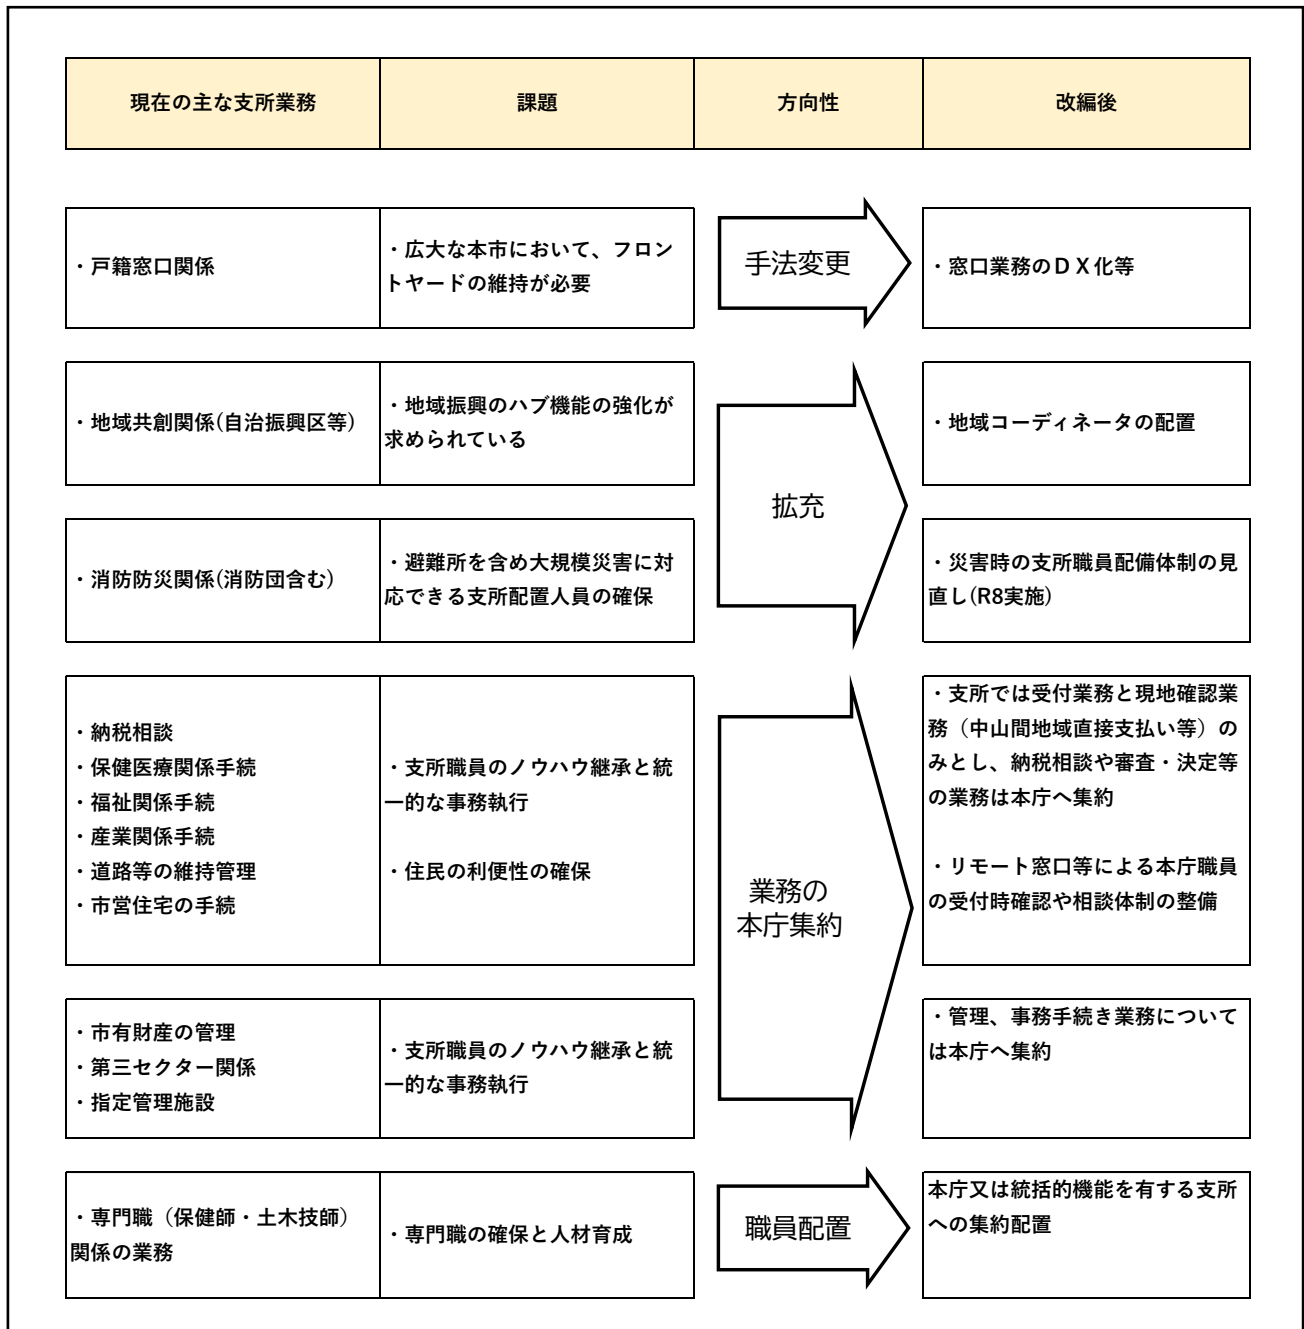 現在の主な支所業務
課題
方向性
改編後
・戸籍窓口関係
・広大な本市において、フロン
トヤードの維持が必要
手法変更
・窓口業務のＤＸ化等
・地域共創関係(自治振興区等)
・地域振興のハブ機能の強化が
求められている
拡充
・地域コーディネータの配置
・消防防災関係(消防団含む)
・避難所を含め大規模災害に対
応できる支所配置人員の確保
・災害時の支所職員配備体制の見
直し(R8実施)
・納税相談
・保健医療関係手続
・福祉関係手続
・産業関係手続
・道路等の維持管理
・市営住宅の手続
・支所職員のノウハウ継承と統
一的な事務執行
・住民の利便性の確保
業務の
本庁集約
・支所では受付業務と現地確認業
務（中山間地域直接支払い等）の
みとし、納税相談や審査・決定等
の業務は本庁へ集約
・リモート窓口等による本庁職員
の受付時確認や相談体制の整備
・市有財産の管理
・第三セクター関係
・指定管理施設
・支所職員のノウハウ継承と統
一的な事務執行
・管理、事務手続き業務について
は本庁へ集約
・専門職（保健師・土木技師）
関係の業務
・専門職の確保と人材育成
職員配置
本庁又は統括的機能を有する支所
への集約配置